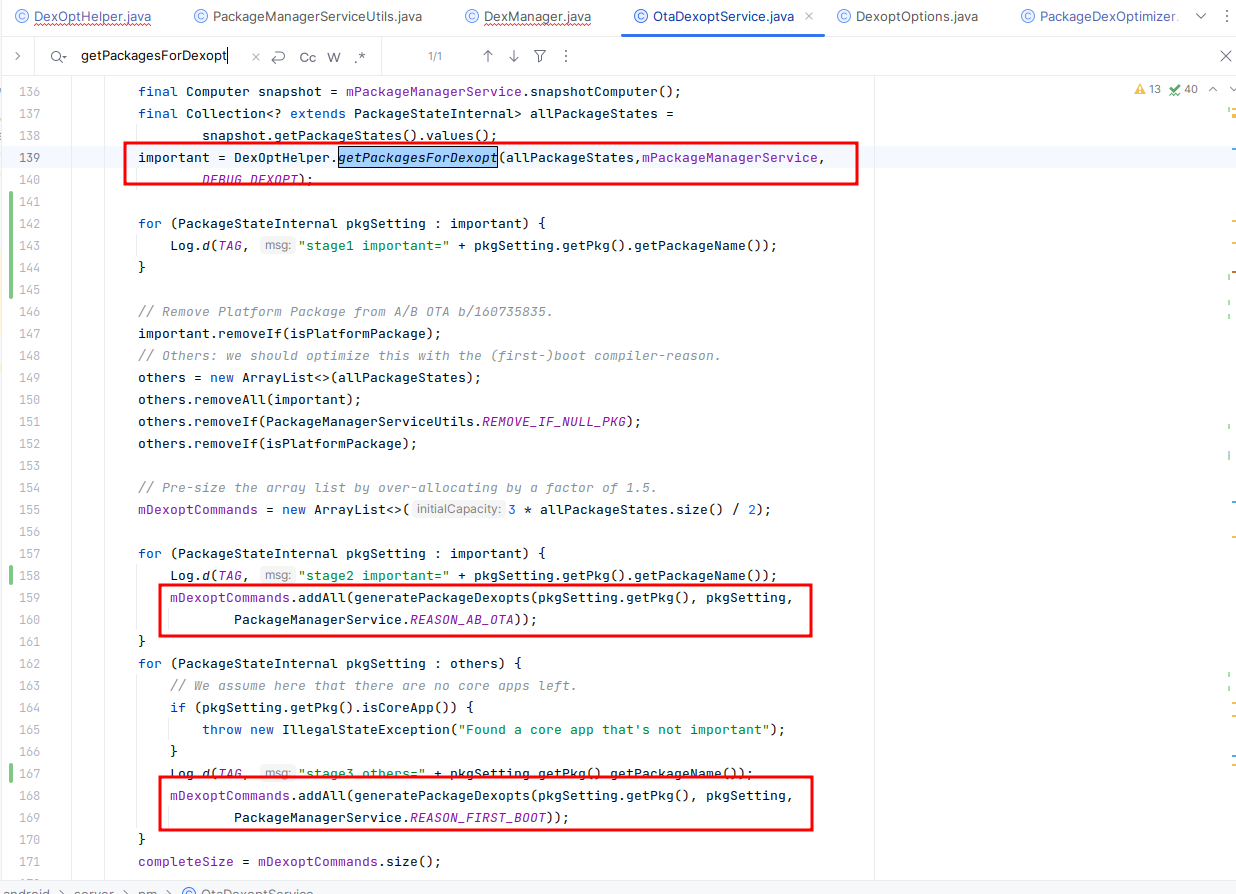 DexOptHelper.java PackageManagerServiceUtils.java DexManager.java OtaDexoptService.java DexoptOptions.java PackageDexOptimizer.
getPackagesForDexopt Cc W .* 1/1
136 final Computer snapshot = mPackageManagerService.snapshotComputer(); 13 40
137 final Collection<? extends PackageStateInternal> allPackageStates =
138 snapshot.getPackageStates().values();
139 important = DexOptHelper.getPackagesForDexopt(allPackageStates,mPackageManagerService,
140 DEBUG_DEXOPT);
141
142 for (PackageStateInternal pkgSetting : important) {
143 Log.d(TAG, msg: "stage1 important=" + pkgSetting.getPkg().getPackageName());
144 }
145
146 // Remove Platform Package from A/B OTA b/160735835.
147 important.removeIf(isPlatformPackage);
148 // Others: we should optimize this with the (first-)boot compiler-reason.
149 others = new ArrayList<>(allPackageStates);
150 others.removeAll(important);
151 others.removeIf(PackageManagerServiceUtils.REMOVE_IF_NULL_PKG);
152 others.removeIf(isPlatformPackage);
153
154 // Pre-size the array list by over-allocating by a factor of 1.5.
155 mDexoptCommands = new ArrayList<>( initialCapacity: 3 * allPackageStates.size() / 2);
156
157 for (PackageStateInternal pkgSetting : important) {
158 Log.d(TAG, msg: "stage2 important=" + pkgSetting.getPkg().getPackageName());
159 mDexoptCommands.addAll(generatePackageDexopts(pkgSetting.getPkg(), pkgSetting,
160 PackageManagerService.REASON_AB_OTA));
161 }
162 for (PackageStateInternal pkgSetting : others) {
163 // We assume here that there are no core apps left.
164 if (pkgSetting.getPkg().isCoreApp()) {
165 throw new IllegalStateException("Found a core app that's not important");
166 }
167 Log.d(TAG, msg: "stage3 others=" + pkgSetting.getPkg().getPackageName());
168 mDexoptCommands.addAll(generatePackageDexopts(pkgSetting.getPkg(), pkgSetting,
169 PackageManagerService.REASON_FIRST_BOOT));
170 }
171 completeSize = mDexoptCommands.size();
android > server > pm > OtaDexoptService